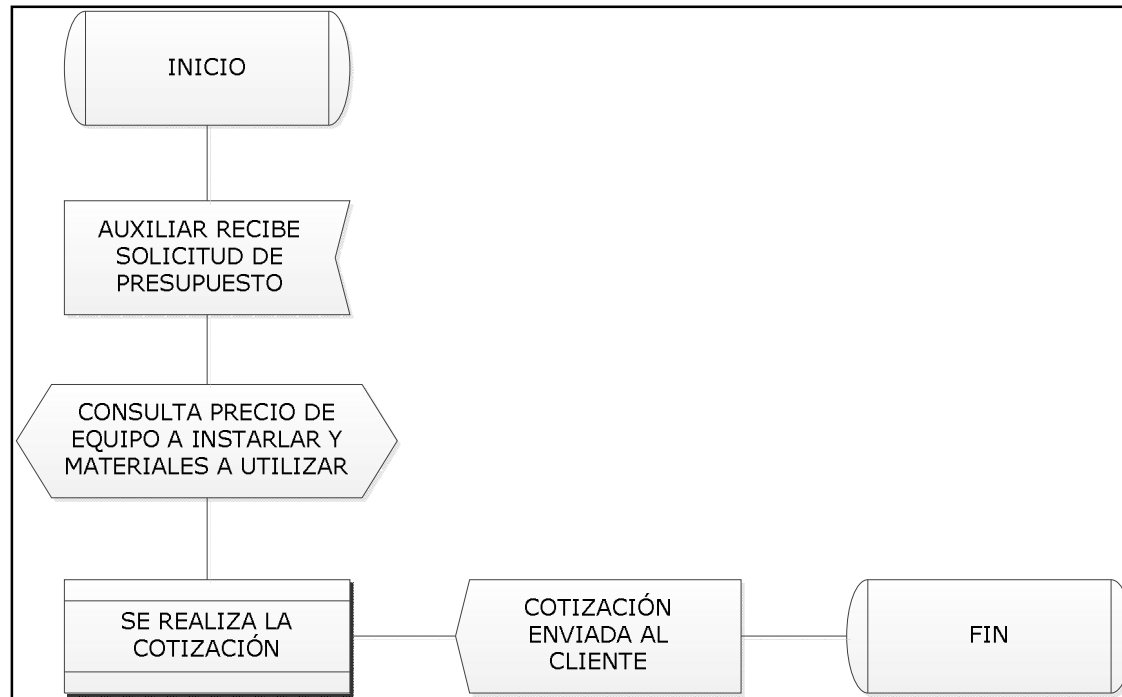 INICIO
AUXILIAR RECIBE
SOLICITUD DE
PRESUPUESTO
CONSULTA PRECIO DE
EQUIPO A INSTARLAR Y
MATERIALES A UTILIZAR
SE REALIZA LA
COTIZACIÓN
COTIZACIÓN
ENVIADA AL
CLIENTE
FIN